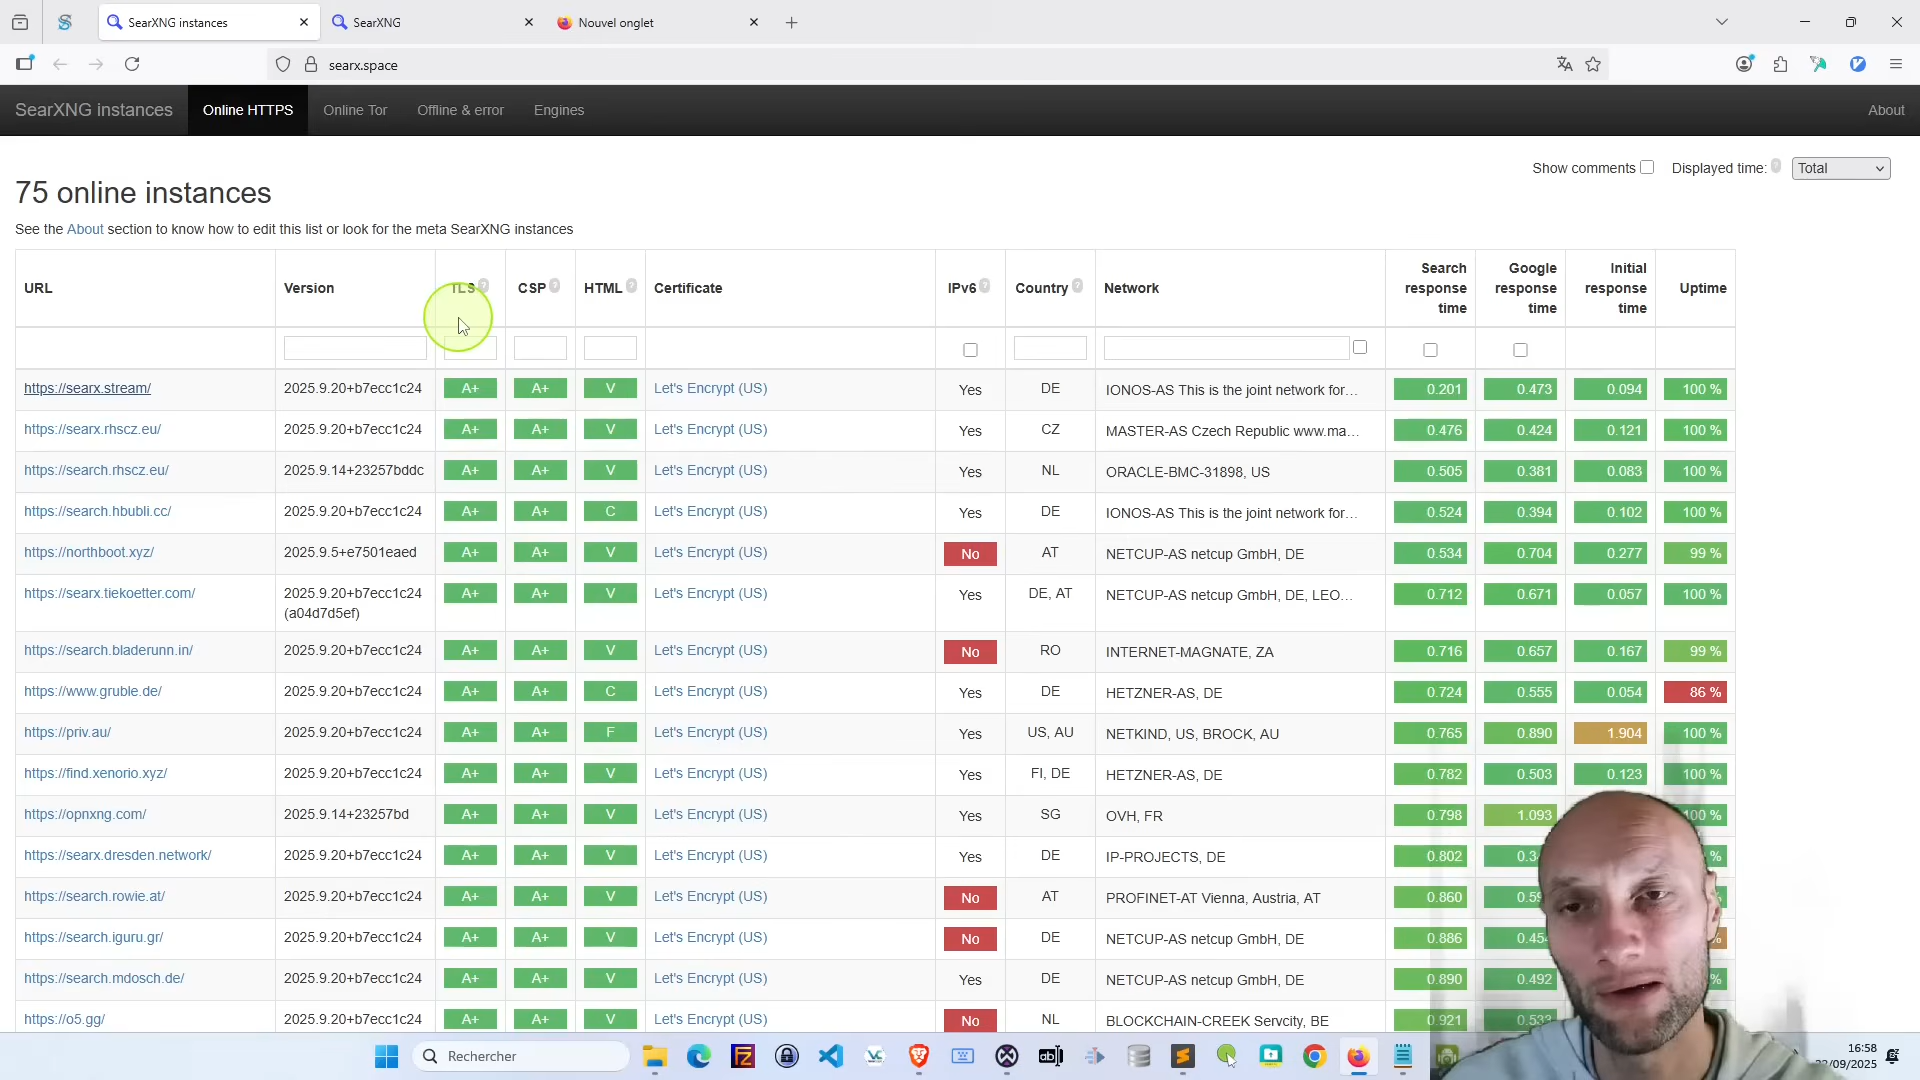 SearXNG instances
SearXNG
Nouvel onglet
searx.space
SearXNG instances Online HTTPS Online Tor Offline & error Engines About
Show comments Displayed time: ? Total
75 online instances
See the About section to know how to edit this list or look for the meta SearXNG instances
URL Version TLS ? CSP ? HTML ? Certificate IPv6 ? Country ? Network Search response time Google response time Initial response time Uptime
https://searx.stream/ 2025.9.20+b7ecc1c24 A+ A+ V Let's Encrypt (US) Yes DE IONOS-AS This is the joint network for… 0.201 0.473 0.094 100 %
https://searx.rhscz.eu/ 2025.9.20+b7ecc1c24 A+ A+ V Let's Encrypt (US) Yes CZ MASTER-AS Czech Republic www.ma… 0.476 0.424 0.121 100 %
https://search.rhscz.eu/ 2025.9.14+23257bddc A+ A+ V Let's Encrypt (US) Yes NL ORACLE-BMC-31898, US 0.505 0.381 0.083 100 %
https://search.hbubli.cc/ 2025.9.20+b7ecc1c24 A+ A+ C Let's Encrypt (US) Yes DE IONOS-AS This is the joint network for… 0.524 0.394 0.102 100 %
https://northboot.xyz/ 2025.9.5+e7501eaed A+ A+ V Let's Encrypt (US) No AT NETCUP-AS netcup GmbH, DE 0.534 0.704 0.277 99 %
https://searx.tiekoetter.com/ 2025.9.20+b7ecc1c24 A+ A+ V Let's Encrypt (US) Yes DE, AT NETCUP-AS netcup GmbH, DE, LEO… 0.712 0.671 0.057 100 %
(a04d7d5ef)
https://search.bladerunn.in/ 2025.9.20+b7ecc1c24 A+ A+ V Let's Encrypt (US) No RO INTERNET-MAGNATE, ZA 0.716 0.657 0.167 99 %
https://www.gruble.de/ 2025.9.20+b7ecc1c24 A+ A+ C Let's Encrypt (US) Yes DE HETZNER-AS, DE 0.724 0.555 0.054 86 %
https://priv.au/ 2025.9.20+b7ecc1c24 A+ A+ F Let's Encrypt (US) Yes US, AU NETKIND, US, BROCK, AU 0.765 0.890 1.904 100 %
https://find.xenorio.xyz/ 2025.9.20+b7ecc1c24 A+ A+ V Let's Encrypt (US) Yes FI, DE HETZNER-AS, DE 0.782 0.503 0.123 100 %
https://opnxng.com/ 2025.9.14+23257bd A+ A+ V Let's Encrypt (US) Yes SG OVH, FR 0.798 1.093 100 %
https://searx.dresden.network/ 2025.9.20+b7ecc1c24 A+ A+ V Let's Encrypt (US) Yes DE IP-PROJECTS, DE 0.802 %
https://search.rowie.at/ 2025.9.20+b7ecc1c24 A+ A+ V Let's Encrypt (US) No AT PROFINET-AT Vienna, Austria, AT 0.860
https://search.iguru.gr/ 2025.9.20+b7ecc1c24 A+ A+ V Let's Encrypt (US) No DE NETCUP-AS netcup GmbH, DE 0.886 0.454 %
https://search.mdosch.de/ 2025.9.20+b7ecc1c24 A+ A+ V Let's Encrypt (US) Yes DE NETCUP-AS netcup GmbH, DE 0.890 0.492 %
https://o5.gg/ 2025.9.20+b7ecc1c24 A+ A+ V Let's Encrypt (US) No NL BLOCKCHAIN-CREEK Servcity, BE 0.921 0.533
Rechercher
16:58
/09/2025